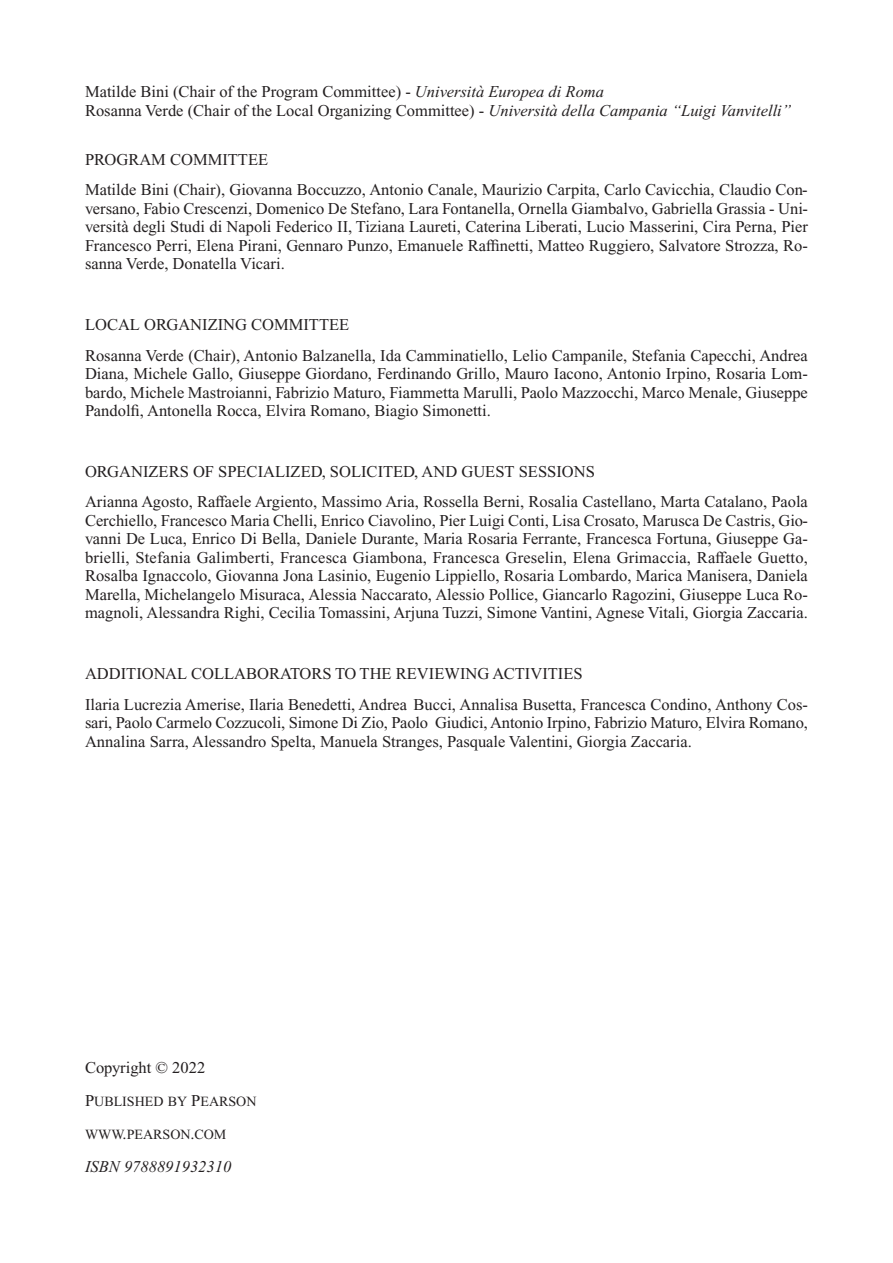 Matilde Bini (Chair of the Program Committee) - Università Europea di Roma
Rosanna Verde (Chair of the Local Organizing Committee) - Università della Campania “Luigi Vanvitelli”
PROGRAM COMMITTEE
Matilde Bini (Chair), Giovanna Boccuzzo, Antonio Canale, Maurizio Carpita, Carlo Cavicchia, Claudio Con-
versano, Fabio Crescenzi, Domenico De Stefano, Lara Fontanella, Ornella Giambalvo, Gabriella Grassia - Uni-
versità degli Studi di Napoli Federico II, Tiziana Laureti, Caterina Liberati, Lucio Masserini, Cira Perna, Pier
Francesco Perri, Elena Pirani, Gennaro Punzo, Emanuele Raffinetti, Matteo Ruggiero, Salvatore Strozza, Ro-
sanna Verde, Donatella Vicari.
LOCAL ORGANIZING COMMITTEE
Rosanna Verde (Chair), Antonio Balzanella, Ida Camminatiello, Lelio Campanile, Stefania Capecchi, Andrea
Diana, Michele Gallo, Giuseppe Giordano, Ferdinando Grillo, Mauro Iacono, Antonio Irpino, Rosaria Lom-
bardo, Michele Mastroianni, Fabrizio Maturo, Fiammetta Marulli, Paolo Mazzocchi, Marco Menale, Giuseppe
Pandolfi, Antonella Rocca, Elvira Romano, Biagio Simonetti.
ORGANIZERS OF SPECIALIZED, SOLICITED, AND GUEST SESSIONS
Arianna Agosto, Raffaele Argiento, Massimo Aria, Rossella Berni, Rosalia Castellano, Marta Catalano, Paola
Cerchiello, Francesco Maria Chelli, Enrico Ciavolino, Pier Luigi Conti, Lisa Crosato, Marusca De Castris, Gio-
vanni De Luca, Enrico Di Bella, Daniele Durante, Maria Rosaria Ferrante, Francesca Fortuna, Giuseppe Ga-
brielli, Stefania Galimberti, Francesca Giambona, Francesca Greselin, Elena Grimaccia, Raffaele Guetto,
Rosalba Ignaccolo, Giovanna Jona Lasinio, Eugenio Lippiello, Rosaria Lombardo, Marica Manisera, Daniela
Marella, Michelangelo Misuraca, Alessia Naccarato, Alessio Pollice, Giancarlo Ragozini, Giuseppe Luca Ro-
magnoli, Alessandra Righi, Cecilia Tomassini, Arjuna Tuzzi, Simone Vantini, Agnese Vitali, Giorgia Zaccaria.
ADDITIONAL COLLABORATORS TO THE REVIEWING ACTIVITIES
Ilaria Lucrezia Amerise, Ilaria Benedetti, Andrea Bucci, Annalisa Busetta, Francesca Condino, Anthony Cos-
sari, Paolo Carmelo Cozzucoli, Simone Di Zio, Paolo Giudici, Antonio Irpino, Fabrizio Maturo, Elvira Romano,
Annalina Sarra, Alessandro Spelta, Manuela Stranges, Pasquale Valentini, Giorgia Zaccaria.
Copyright © 2022
PUBLISHED BY PEARSON
WWW.PEARSON.COM
ISBN 9788891932310